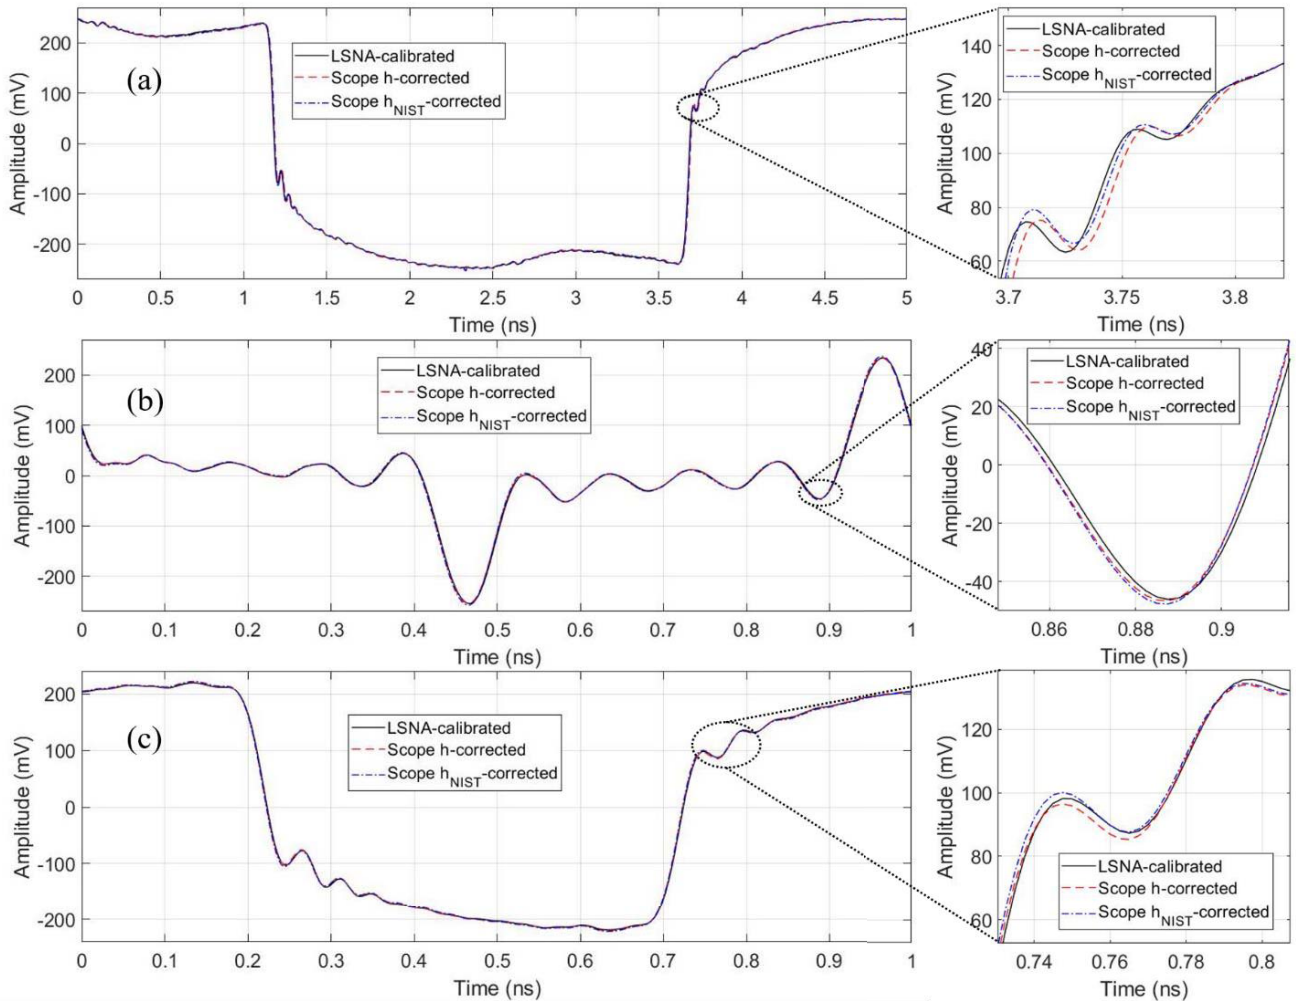 (a)
Amplitude (mV)
200
100
0
-100
-200
LSNA-calibrated
Scope h-corrected
Scope hNIST-corrected
0 0.5 1 1.5 2 2.5 3 3.5 4 4.5 5
Time (ns)
Amplitude (mV)
140
120
100
80
60
LSNA-calibrated
Scope h-corrected
Scope hNIST-corrected
3.7 3.75 3.8
Time (ns)
(b)
Amplitude (mV)
200
100
0
-100
-200
LSNA-calibrated
Scope h-corrected
Scope hNIST-corrected
0 0.1 0.2 0.3 0.4 0.5 0.6 0.7 0.8 0.9 1
Time (ns)
Amplitude (mV)
40
20
0
-20
-40
LSNA-calibrated
Scope h-corrected
Scope hNIST-corrected
0.86 0.88 0.9
Time (ns)
(c)
Amplitude (mV)
200
100
0
-100
-200
LSNA-calibrated
Scope h-corrected
Scope hNIST-corrected
0 0.1 0.2 0.3 0.4 0.5 0.6 0.7 0.8 0.9 1
Time (ns)
Amplitude (mV)
120
100
80
60
LSNA-calibrated
Scope h-corrected
Scope hNIST-corrected
0.74 0.76 0.78 0.8
Time (ns)